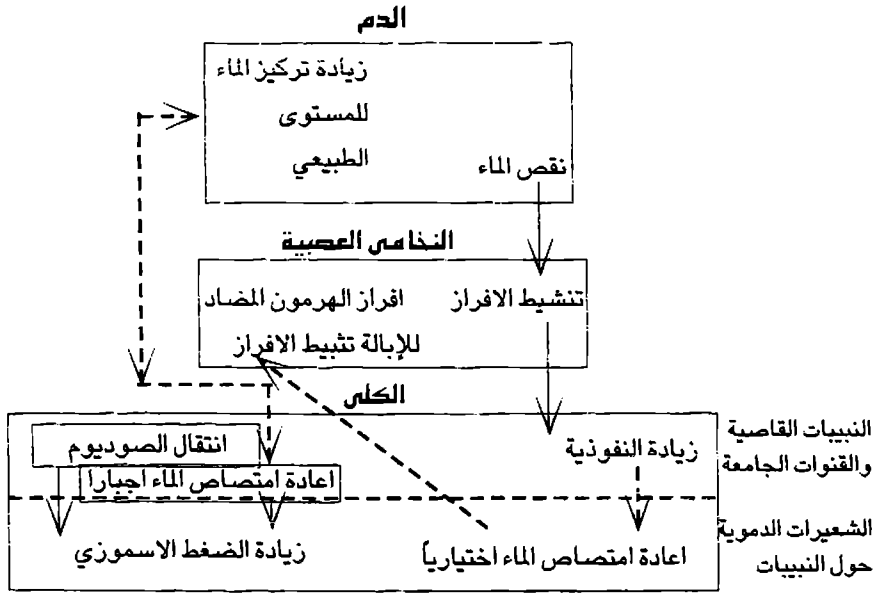 الدم
زيادة تركيز الماء
للمستوى
الطبيعي
نقص الماء
النخامى العصبية
تنشيط الافراز
افراز الهرمون المضاد
للإبالة تثبيط الافراز
الكلى
النبيبات القاصية
والقنوات الجامعة
زيادة النفوذية
انتقال الصوديوم
اعادة امتصاص الماء اجبارا
الشعيرات الدموية
حول النبيبات
اعادة امتصاص الماء اختيارياً
زيادة الضغط الاسموزي